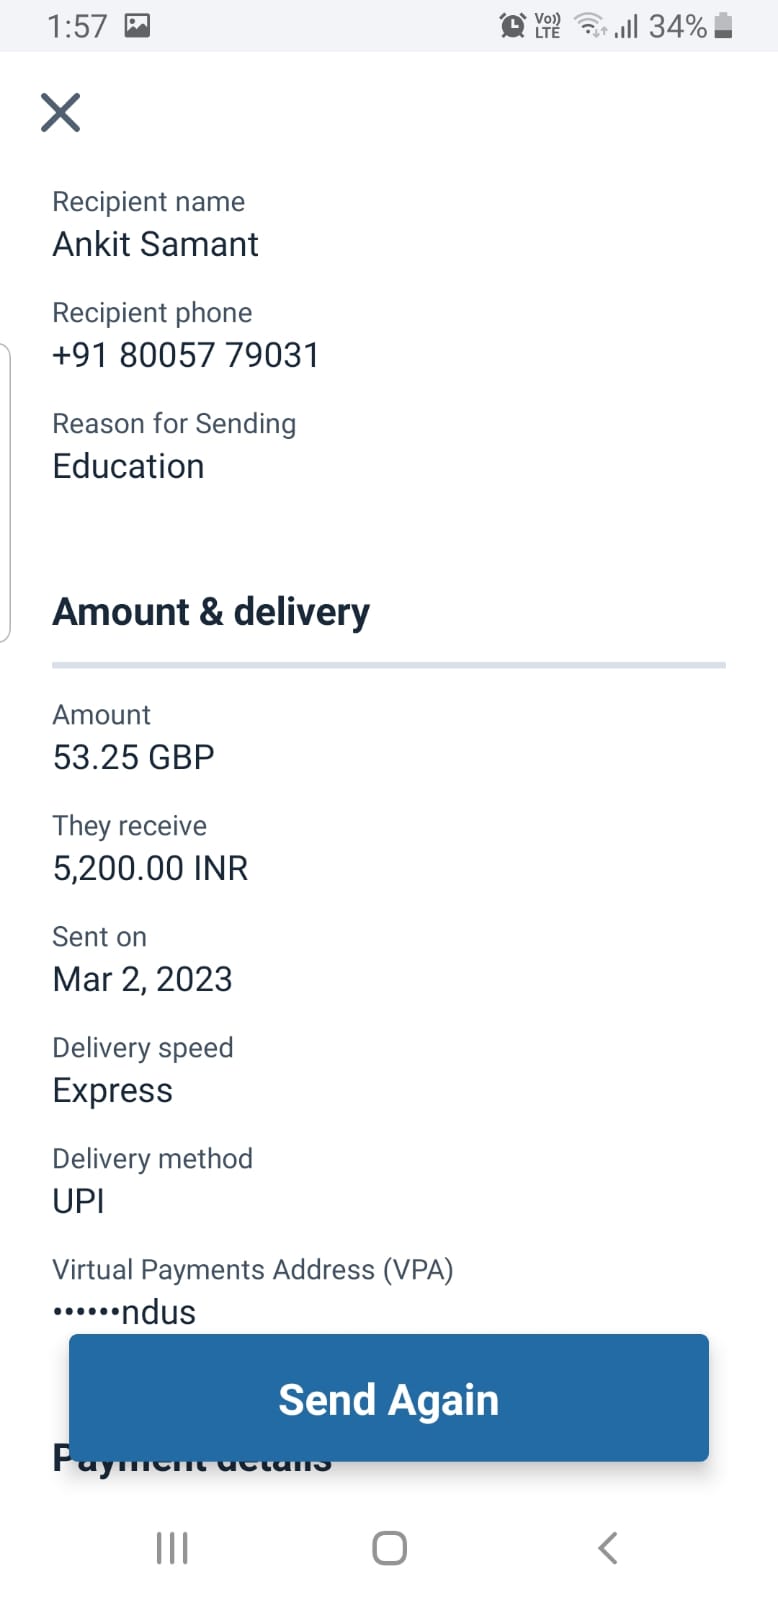 1:57 Vo)) LTE 34%
Recipient name
Ankit Samant
Recipient phone
+91 80057 79031
Reason for Sending
Education
Amount & delivery
Amount
53.25 GBP
They receive
5,200.00 INR
Sent on
Mar 2, 2023
Delivery speed
Express
Delivery method
UPI
Virtual Payments Address (VPA)
••••••ndus
Send Again
Payment details